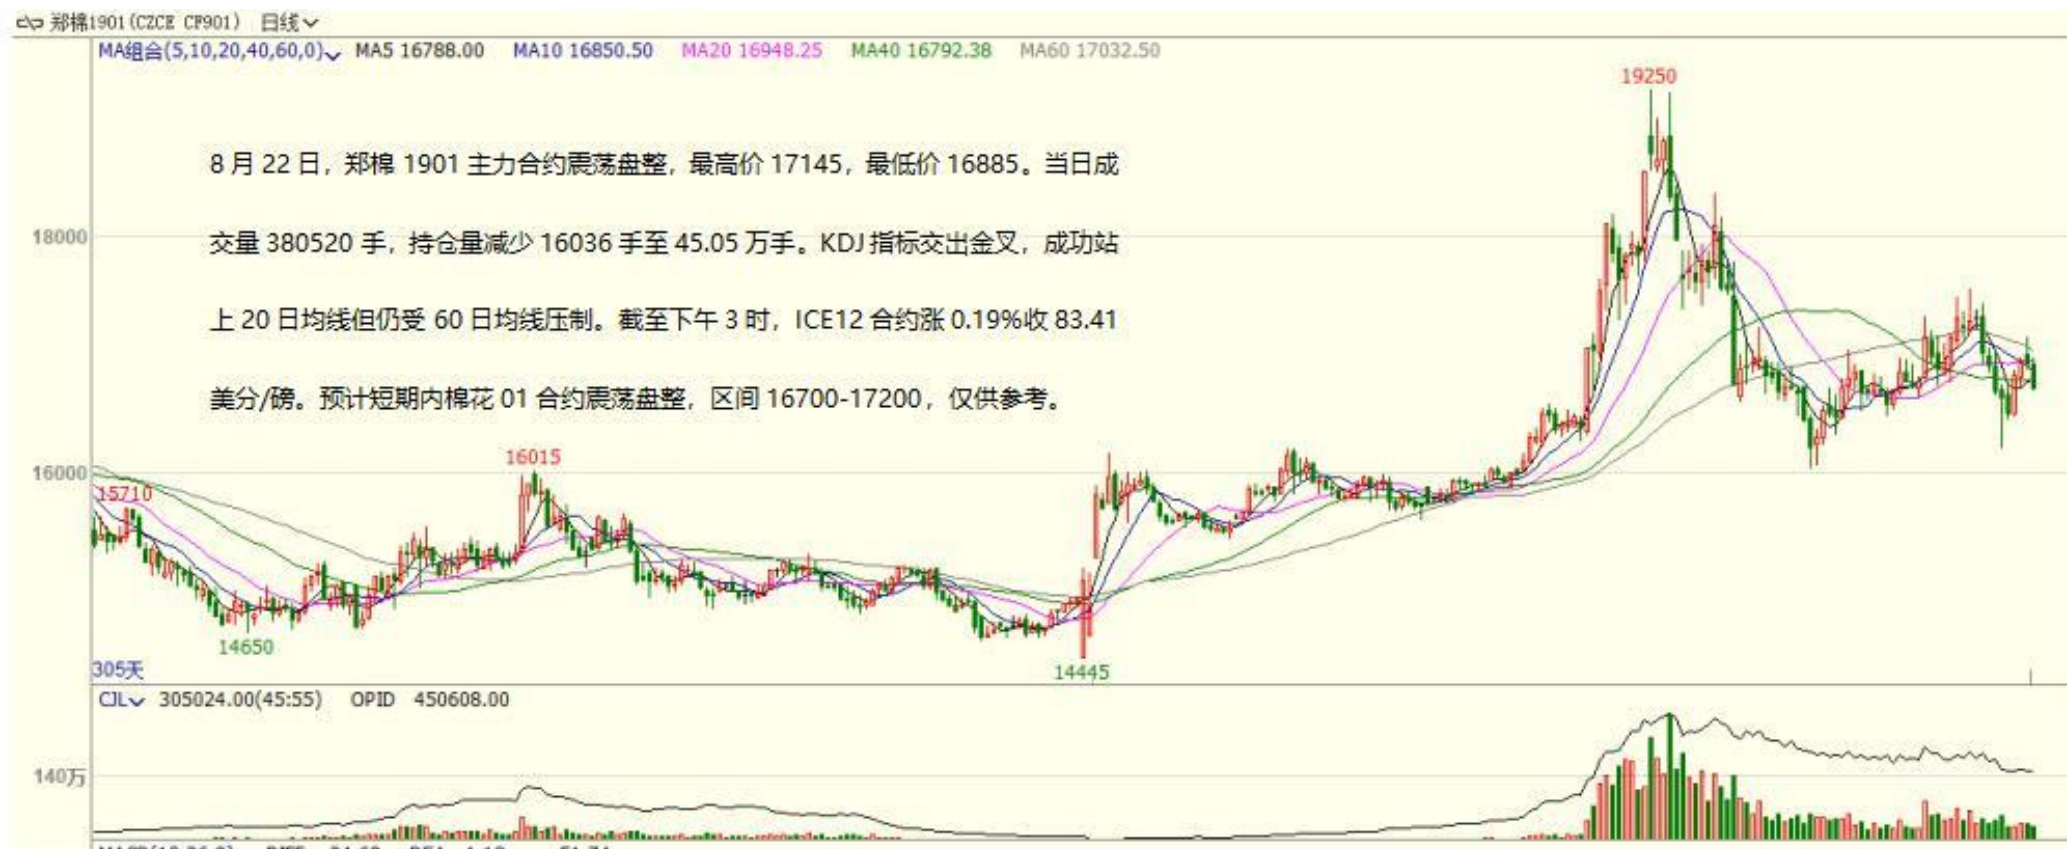 郑棉1901(CZCE CF901) 日线
MA组合(5,10,20,40,60,0) MA5 16788.00 MA10 16850.50 MA20 16948.25 MA40 16792.38 MA60 17032.50
19250
8月22日，郑棉1901主力合约震荡盘整，最高价17145，最低价16885。当日成
18000
交量380520手，持仓量减少16036手至45.05万手。KDJ指标交出金叉，成功站
上20日均线但仍受60日均线压制。截至下午3时，ICE12合约涨0.19%收83.41
美分/磅。预计短期内棉花01合约震荡盘整，区间16700-17200，仅供参考。
16015
16000
15710
14650
14445
305天
CJL 305024.00(45:55) OPID 450608.00
140万